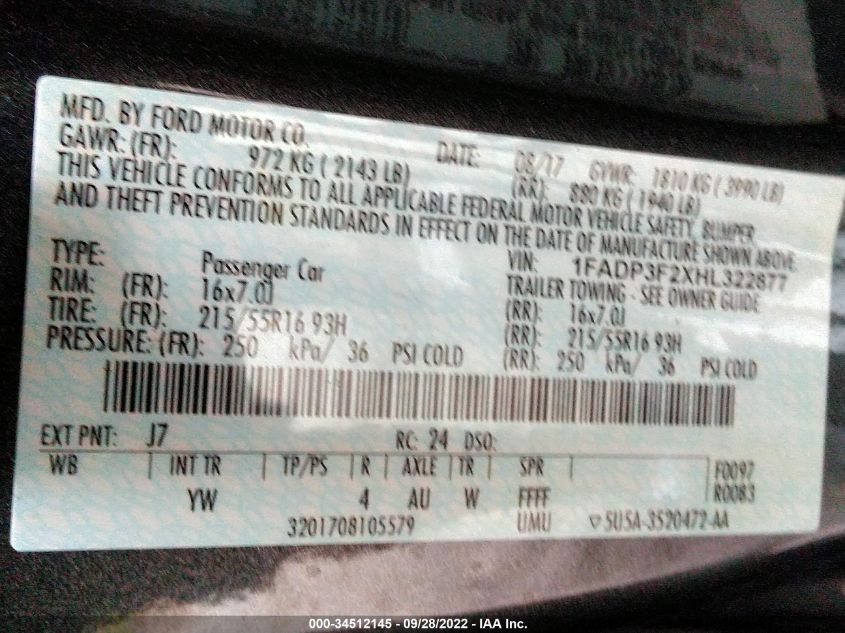 MFD. BY FORD MOTOR CO. DATE: 08/17 GVWR: 1810 KG ( 3990 LB)
GAWR: (FR): 972 KG ( 2143 LB) (RR): 880 KG ( 1940 LB)
THIS VEHICLE CONFORMS TO ALL APPLICABLE FEDERAL MOTOR VEHICLE SAFETY, BUMPER
AND THEFT PREVENTION STANDARDS IN EFFECT ON THE DATE OF MANUFACTURE SHOWN ABOVE.
VIN: 1FADP3F2XHL322877
TYPE: Passenger Car TRAILER TOWING - SEE OWNER GUIDE
RIM: (FR): 16x7.0J (RR): 16x7.0J
TIRE: (FR): 215/55R16 93H (RR): 215/55R16 93H
PRESSURE: (FR): 250 kPa/ 36 PSI COLD (RR): 250 kPa/ 36 PSI COLD
EXT PNT: J7 RC: 24 DSO:
WB INT TR TP/PS R AXLE TR SPR F0097
YW 4 AU W FFFF R0083
3201708105579 UMU ▽5U5A-3520472-AA
000-34512145 - 09/28/2022 - IAA Inc.